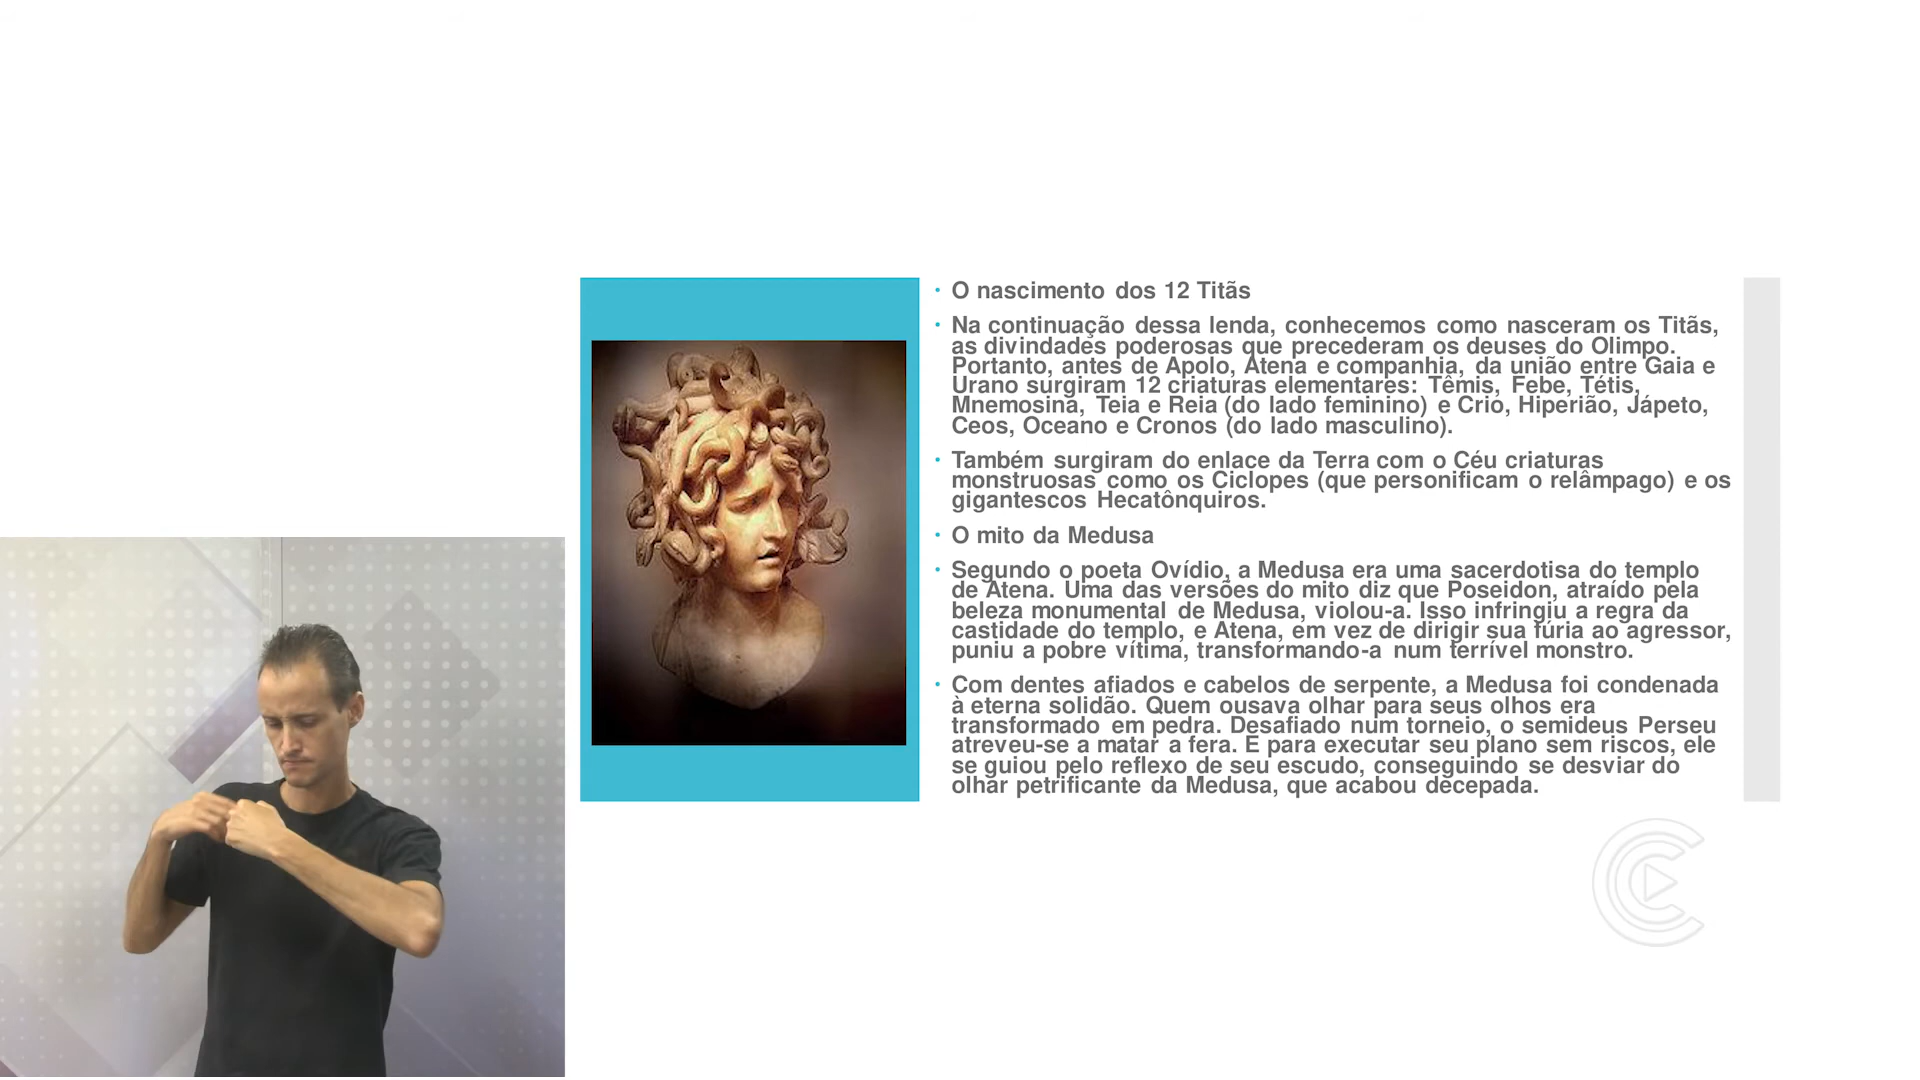 O nascimento dos 12 Titãs
Na continuação dessa lenda, conhecemos como nasceram os Titãs,
as divindades poderosas que precederam os deuses do Olimpo.
Portanto, antes de Apolo, Atena e companhia, da união entre Gaia e
Urano surgiram 12 criaturas elementares: Têmis, Febe, Tétis,
Mnemosina, Teia e Reia (do lado feminino) e Crio, Hiperião, Jápeto,
Ceos, Oceano e Cronos (do lado masculino).
Também surgiram do enlace da Terra com o Céu criaturas
monstruosas como os Ciclopes (que personificam o relâmpago) e os
gigantescos Hecatônquiros.
O mito da Medusa
Segundo o poeta Ovídio, a Medusa era uma sacerdotisa do templo
de Atena. Uma das versões do mito diz que Poseidon, atraído pela
beleza monumental de Medusa, violou-a. Isso infringiu a regra da
castidade do templo, e Atena, em vez de dirigir sua fúria ao agressor,
puniu a pobre vítima, transformando-a num terrível monstro.
Com dentes afiados e cabelos de serpente, a Medusa foi condenada
à eterna solidão. Quem ousava olhar para seus olhos era
transformado em pedra. Desafiado num torneio, o semideus Perseu
atreveu-se a matar a fera. E para executar seu plano sem riscos, ele
se guiou pelo reflexo de seu escudo, conseguindo se desviar do
olhar petrificante da Medusa, que acabou decepada.